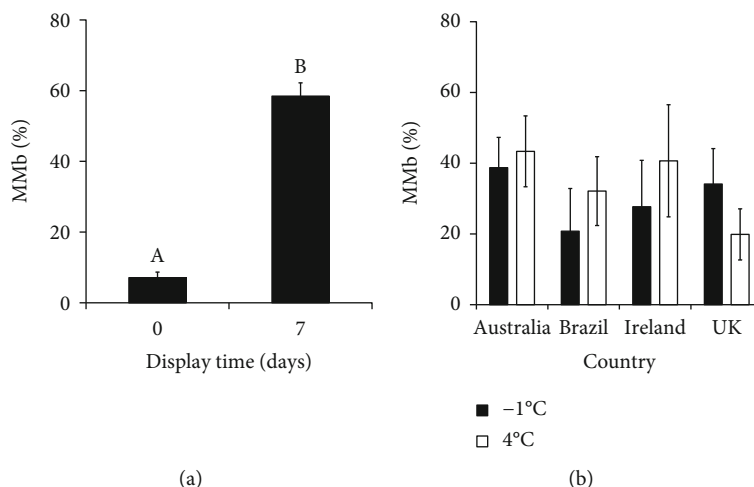 80
60
40
20
0
MMb (%)
A
B
0 7
Display time (days)
(a)
80
60
40
20
0
MMb (%)
Australia Brazil Ireland UK
Country
−1°C
4°C
(b)